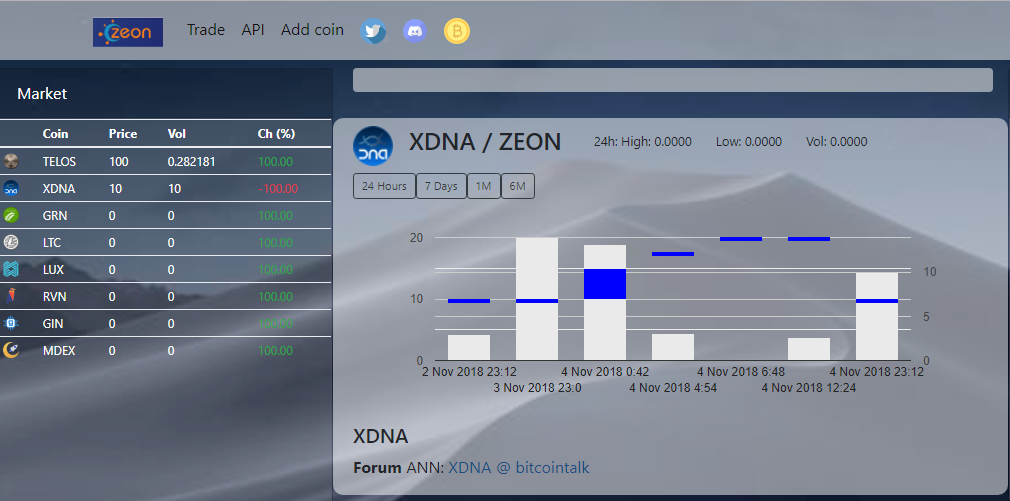 zeon Trade API Add coin
Market
Coin Price Vol Ch (%)
TELOS 100 0.282181 100.00
XDNA 10 10 -100.00
GRN 0 0 100.00
LTC 0 0 100.00
LUX 0 0 100.00
RVN 0 0 100.00
GIN 0 0 100.00
MDEX 0 0 100.00
dna XDNA / ZEON 24h: High: 0.0000 Low: 0.0000 Vol: 0.0000
24 Hours 7 Days 1M 6M
20
10 10
5
0 0
2 Nov 2018 23:12 4 Nov 2018 0:42 4 Nov 2018 6:48 4 Nov 2018 23:12
3 Nov 2018 23:0 4 Nov 2018 4:54 4 Nov 2018 12:24
XDNA
Forum ANN: XDNA @ bitcointalk